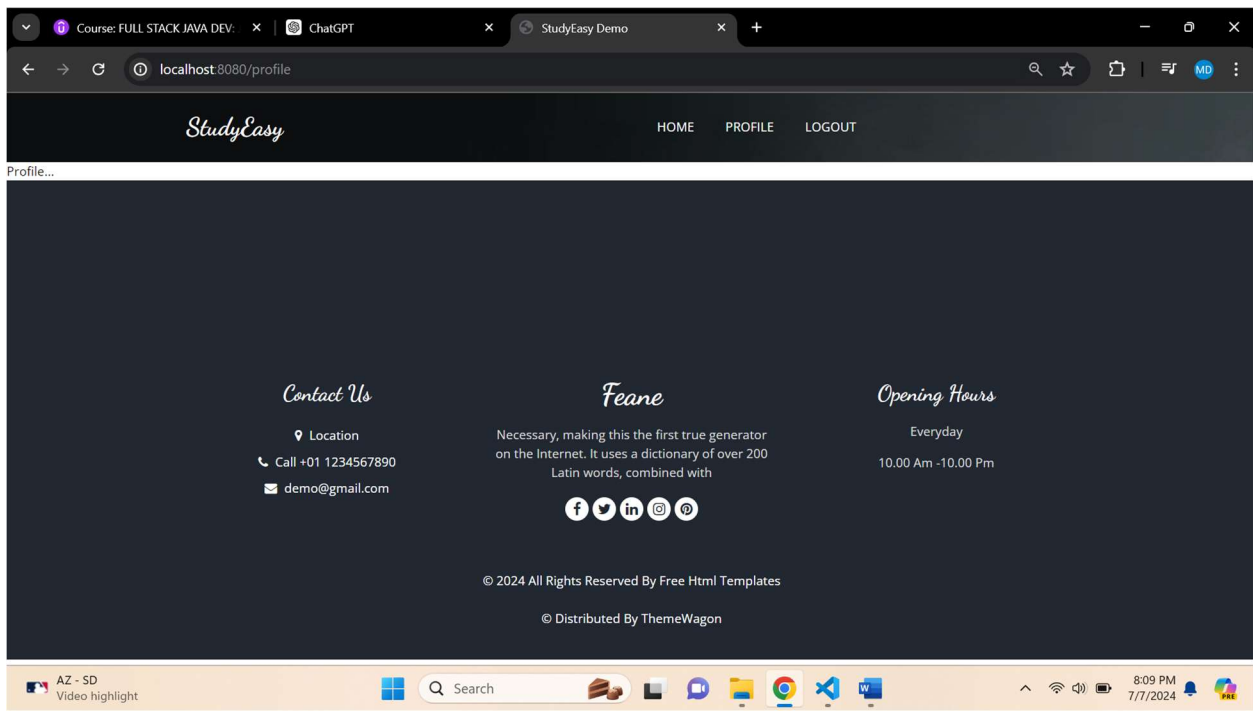 Course: FULL STACK JAVA DEV:
ChatGPT
StudyEasy Demo
localhost:8080/profile
MD
StudyEasy
HOME PROFILE LOGOUT
Profile...
Contact Us
Location
Call +01 1234567890
demo@gmail.com
Feane
Necessary, making this the first true generator
on the Internet. It uses a dictionary of over 200
Latin words, combined with
Opening Hours
Everyday
10.00 Am -10.00 Pm
© 2024 All Rights Reserved By Free Html Templates
© Distributed By ThemeWagon
AZ - SD
Video highlight
Search
8:09 PM
7/7/2024
PRE